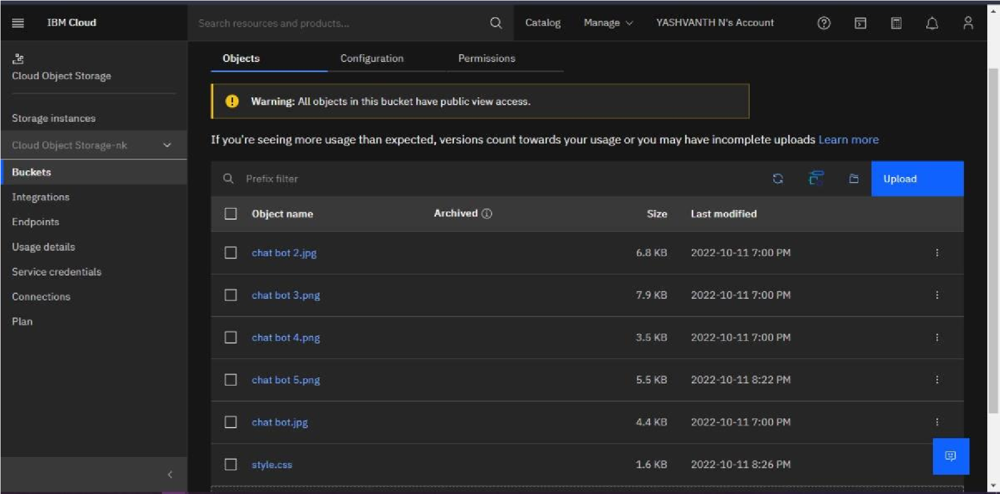 IBM Cloud
Search resources and products...
Catalog
Manage
YASHVANTH N's Account
Cloud Object Storage
Storage instances
Cloud Object Storage-nk
Buckets
Integrations
Endpoints
Usage details
Service credentials
Connections
Plan
Objects
Configuration
Permissions
Warning: All objects in this bucket have public view access.
If you're seeing more usage than expected, versions count towards your usage or you may have incomplete uploads Learn more
Prefix filter
Upload
Object name Archived Size Last modified
chat bot 2.jpg 6.8 KB 2022-10-11 7:00 PM
chat bot 3.png 7.9 KB 2022-10-11 7:00 PM
chat bot 4.png 3.5 KB 2022-10-11 7:00 PM
chat bot 5.png 5.5 KB 2022-10-11 8:22 PM
chat bot.jpg 4.4 KB 2022-10-11 7:00 PM
style.css 1.6 KB 2022-10-11 8:26 PM